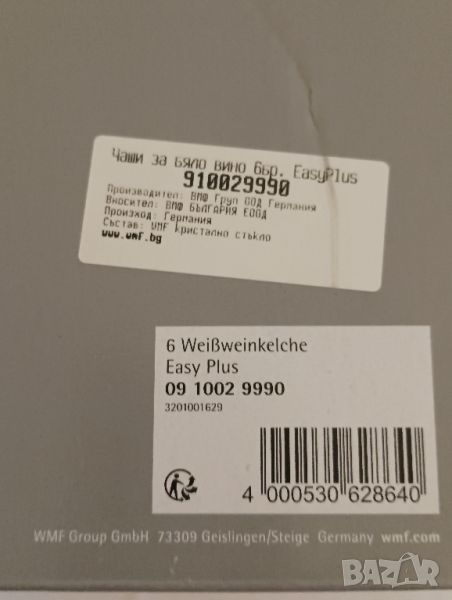 Чаши за бяло вино 6бр. EasyPlus
910029990
Производител: ВМФ Груп ООД Германия
Вносител: ВМФ БЪЛГАРИЯ ЕООД
Произход: Германия
Състав: WMF кристално стъкло
www.wmf.bg
6 Weißweinkelche
Easy Plus
09 1002 9990
3201001629
4 000530 628640
WMF Group GmbH 73309 Geislingen/Steige Germany wmf.com
BAZAR